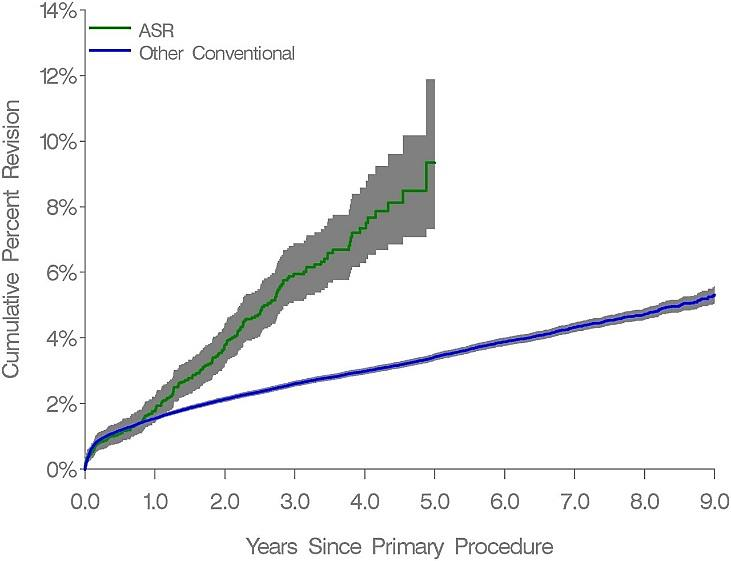 14%
ASR
Other Conventional
12%
10%
8%
6%
4%
2%
0%
Cumulative Percent Revision
0.0 1.0 2.0 3.0 4.0 5.0 6.0 7.0 8.0 9.0
Years Since Primary Procedure